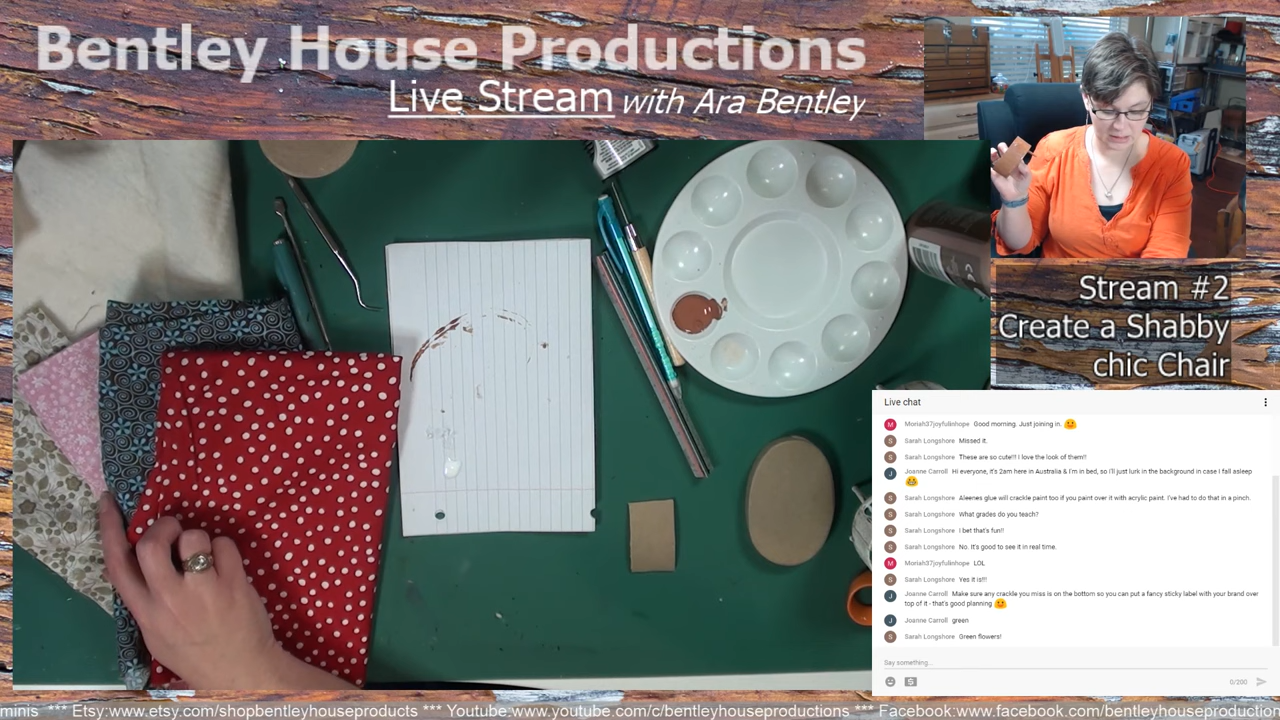 Bentley House Productions
Live Stream with Ara Bentley
Stream #2
Create a Shabby
chic Chair
Live chat
M Moriah37joyfulinhope Good morning. Just joining in.
S Sarah Longshore Missed it.
S Sarah Longshore These are so cute!!! I love the look of them!!
J Joanne Carroll Hi everyone, it's 2am here in Australia & I'm in bed, so I'll just lurk in the background in case I fall asleep
S Sarah Longshore Aleenes glue will crackle paint too if you paint over it with acrylic paint. I've had to do that in a pinch.
S Sarah Longshore What grades do you teach?
S Sarah Longshore I bet that's fun!!
S Sarah Longshore No. It's good to see it in real time.
M Moriah37joyfulinhope LOL
S Sarah Longshore Yes it is!!!
J Joanne Carroll Make sure any crackle you miss is on the bottom so you can put a fancy sticky label with your brand over
top of it - that's good planning
J Joanne Carroll green
S Sarah Longshore Green flowers!
Say something...
0/200
minis *** Etsy:www.etsy.com/shopbentleyhouseproducts *** Youtube:www.youtube.com/c/bentleyhouseproductions *** Facebook:www.facebook.com/bentleyhouseproduction